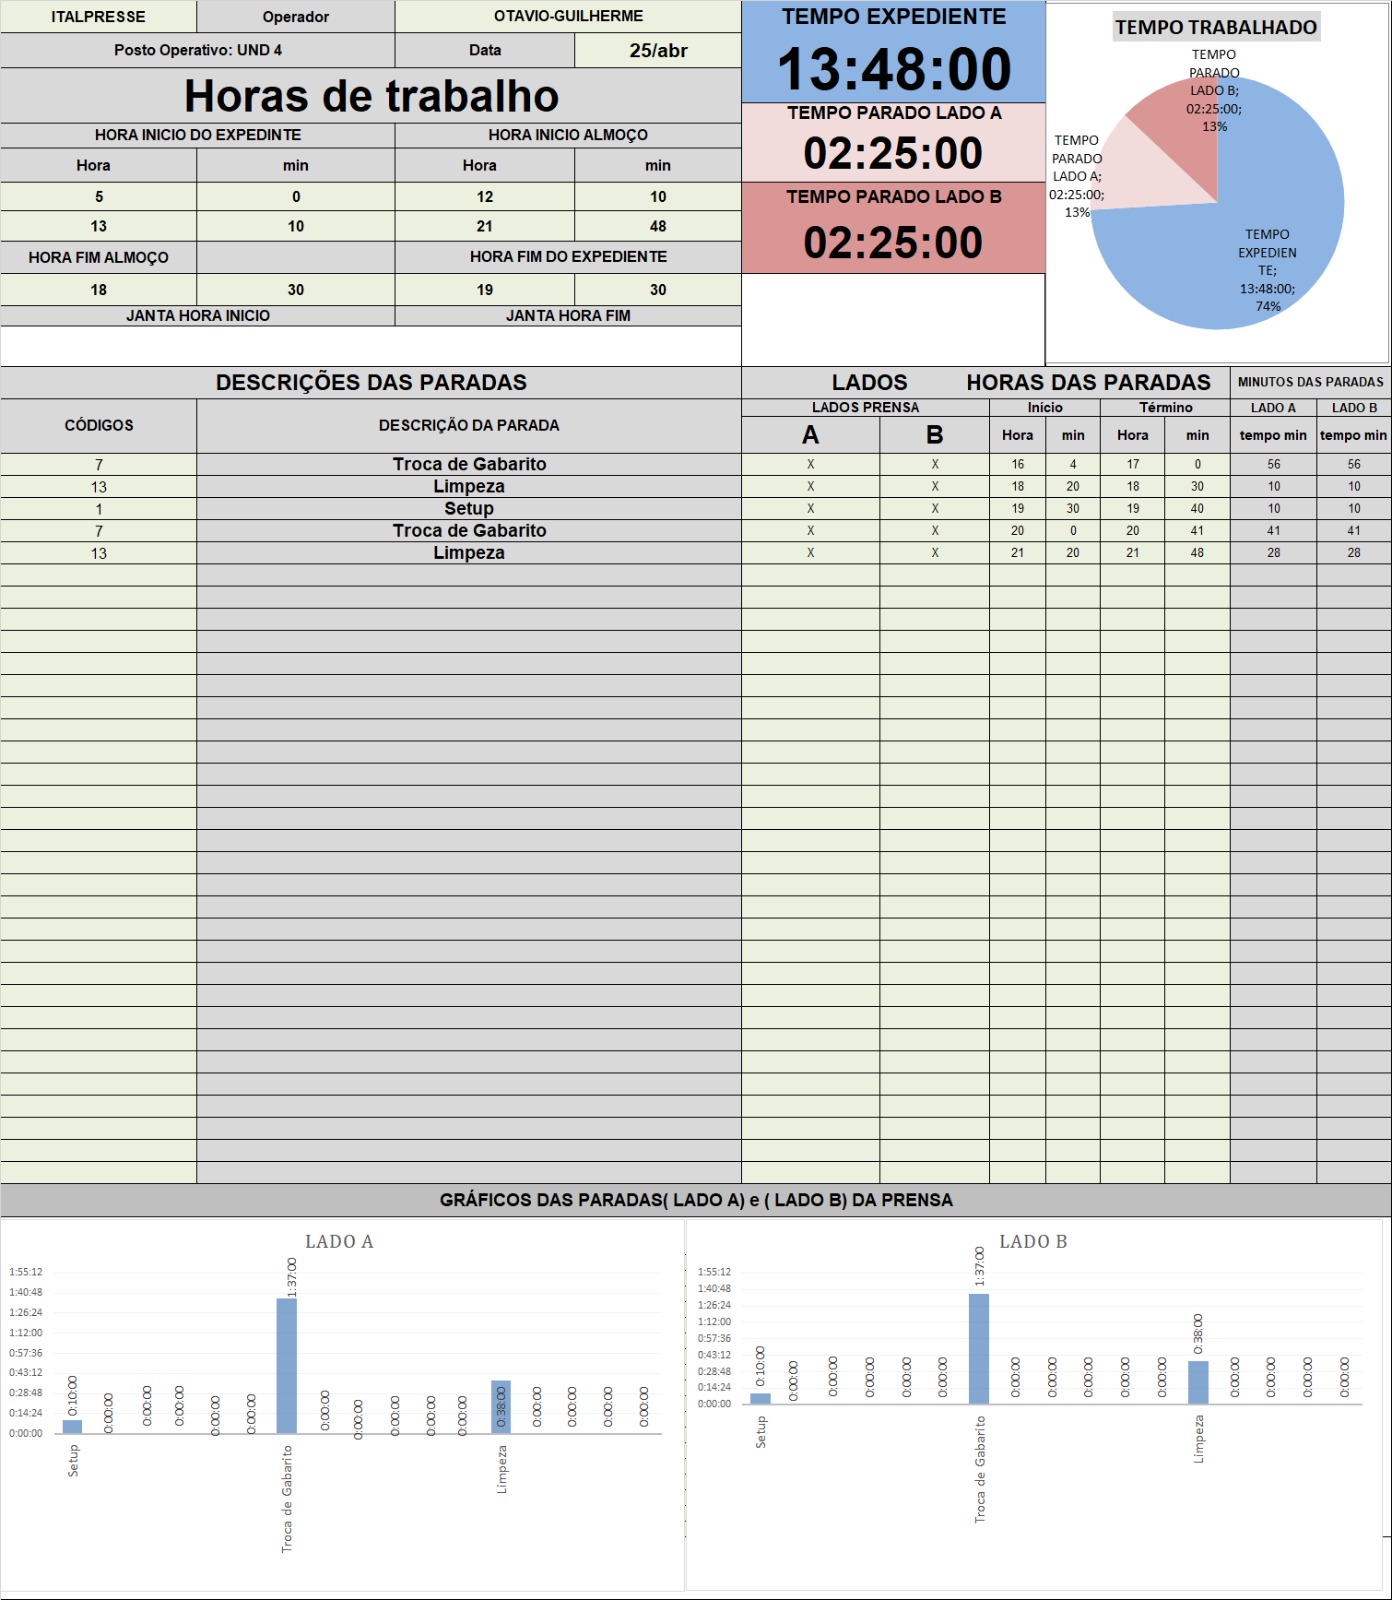 ITALPRESSE Operador OTAVIO-GUILHERME
Posto Operativo: UND 4 Data 25/abr
Horas de trabalho
HORA INICIO DO EXPEDINTE HORA INICIO ALMOÇO
Hora min Hora min
5 0 12 10
13 10 21 48
HORA FIM ALMOÇO HORA FIM DO EXPEDIENTE
18 30 19 30
JANTA HORA INICIO JANTA HORA FIM
TEMPO EXPEDIENTE
13:48:00
TEMPO PARADO LADO A
02:25:00
TEMPO PARADO LADO B
02:25:00
TEMPO TRABALHADO
TEMPO
PARADO
LADO B;
02:25:00;
13%
TEMPO
PARADO
LADO A;
02:25:00;
13%
TEMPO
EXPEDIEN
TE;
13:48:00;
74%
DESCRIÇÕES DAS PARADAS LADOS HORAS DAS PARADAS MINUTOS DAS PARADAS
CÓDIGOS DESCRIÇÃO DA PARADA LADOS PRENSA Início Término LADO A LADO B
A B Hora min Hora min tempo min tempo min
7 Troca de Gabarito X X 16 4 17 0 56 56
13 Limpeza X X 18 20 18 30 10 10
1 Setup X X 19 30 19 40 10 10
7 Troca de Gabarito X X 20 0 20 41 41 41
13 Limpeza X X 21 20 21 48 28 28
GRÁFICOS DAS PARADAS( LADO A) e ( LADO B) DA PRENSA
LADO A
1:55:12
1:40:48
1:26:24
1:12:00
0:57:36
0:43:12
0:28:48
0:14:24
0:00:00
0:10:00
0:00:00
0:00:00
0:00:00
0:00:00
0:00:00
1:37:00
0:00:00
0:00:00
0:00:00
0:00:00
0:00:00
0:38:00
0:00:00
0:00:00
0:00:00
0:00:00
Setup
Troca de Gabarito
Limpeza
LADO B
1:55:12
1:40:48
1:26:24
1:12:00
0:57:36
0:43:12
0:28:48
0:14:24
0:00:00
0:10:00
0:00:00
0:00:00
0:00:00
0:00:00
0:00:00
1:37:00
0:00:00
0:00:00
0:00:00
0:00:00
0:00:00
0:38:00
0:00:00
0:00:00
0:00:00
0:00:00
Setup
Troca de Gabarito
Limpeza